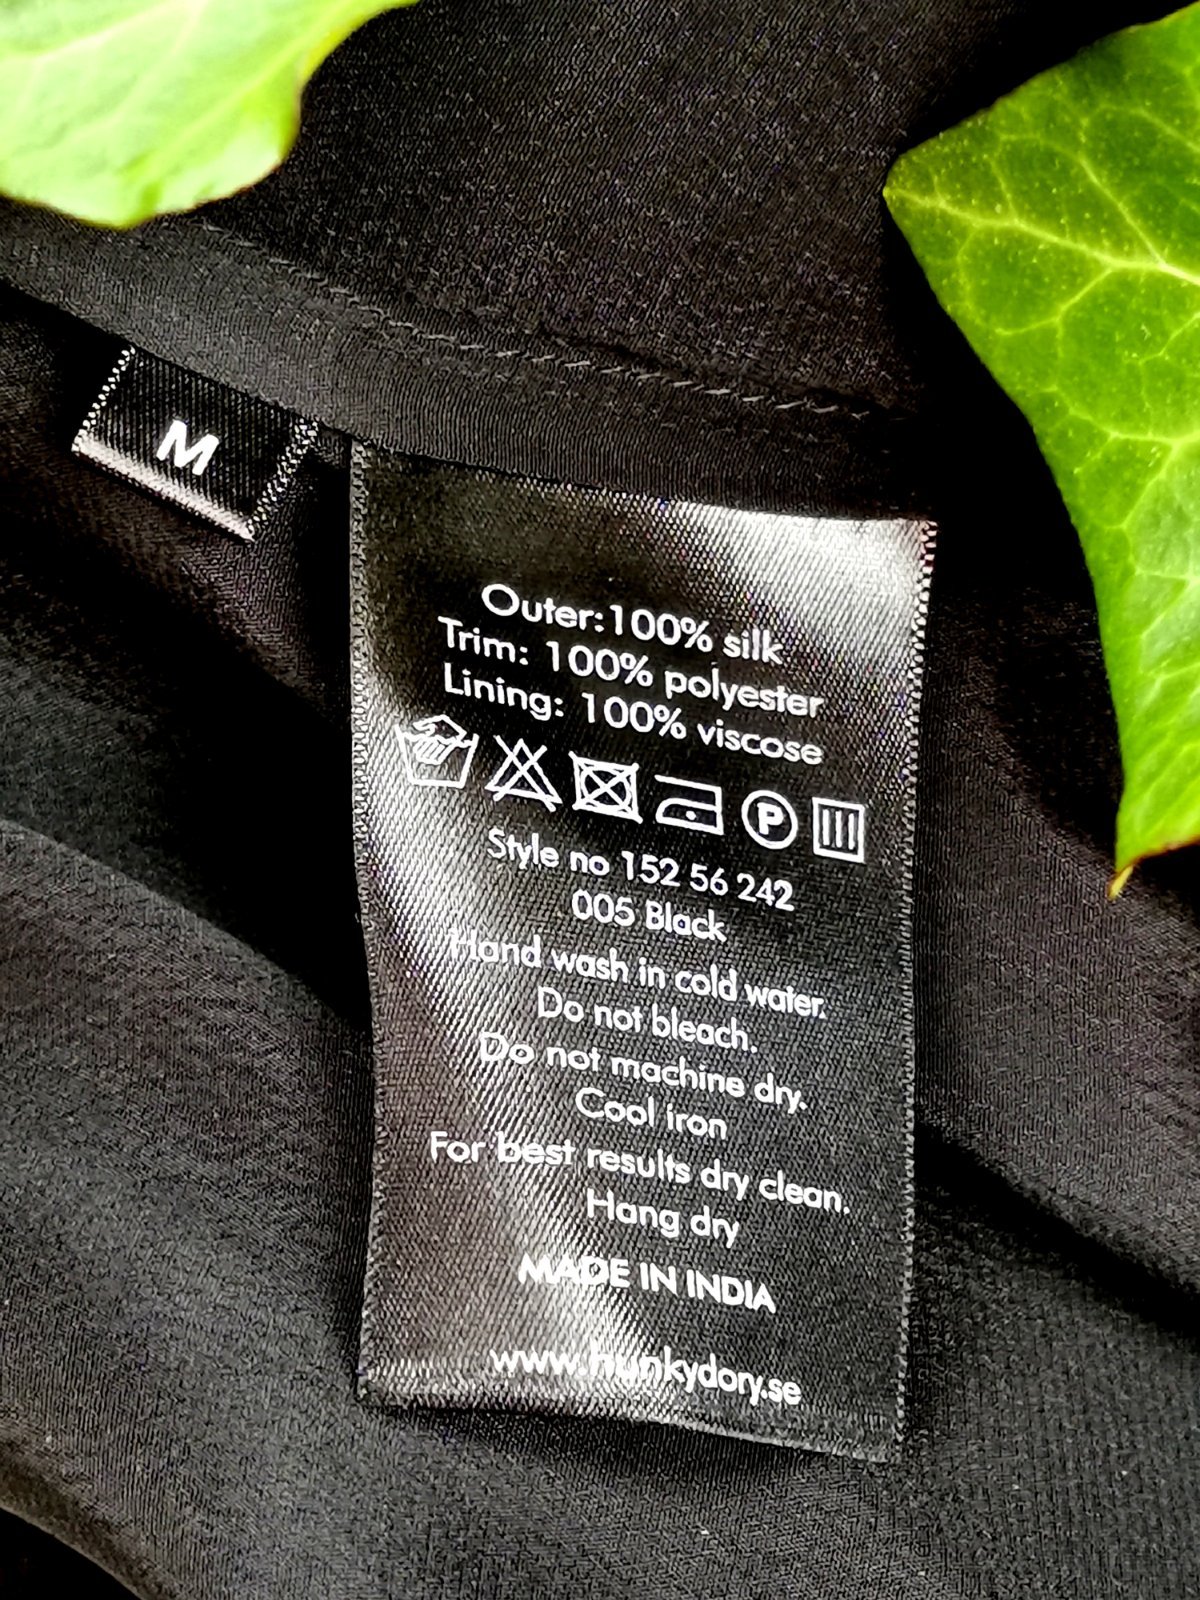 M
Outer:100% silk
Trim: 100% polyester
Lining: 100% viscose
P
Style no 152 56 242
005 Black
Hand wash in cold water.
Do not bleach.
Do not machine dry.
Cool iron
For best results dry clean.
Hang dry
MADE IN INDIA
www.hunkydory.se